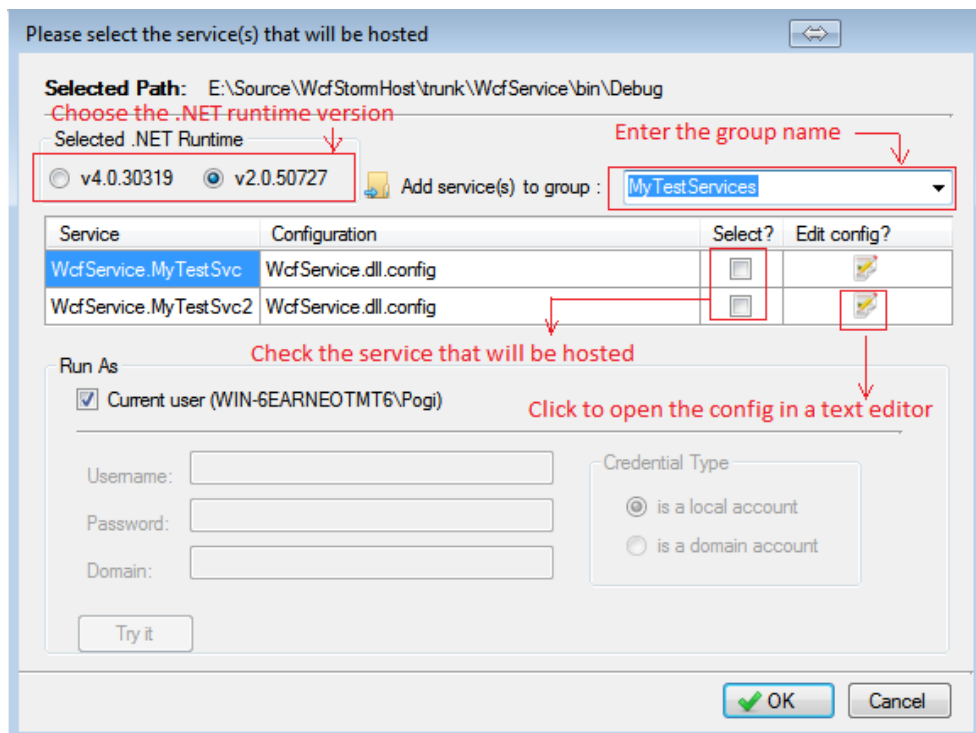 Please select the service(s) that will be hosted
Selected Path: E:\Source\WcfStormHost\trunk\WcfService\bin\Debug
Choose the .NET runtime version
Enter the group name
Selected .NET Runtime
v4.0.30319 v2.0.50727 Add service(s) to group : MyTestServices
Service Configuration Select? Edit config?
WcfService.MyTestSvc WcfService.dll.config
WcfService.MyTestSvc2 WcfService.dll.config
Check the service that will be hosted
Run As
Current user (WIN-6EARNEOTMT6\Pogi)
Click to open the config in a text editor
Username:
Password:
Domain:
Credential Type
is a local account
is a domain account
Try it
OK Cancel